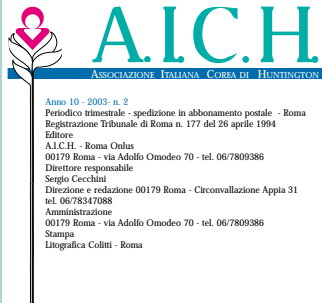 A.I.C.H.
ASSOCIAZIONE ITALIANA COREA DI HUNTINGTON
Anno 10 - 2003- n. 2
Periodico trimestrale - spedizione in abbonamento postale - Roma
Registrazione Tribunale di Roma n. 177 del 26 aprile 1994
Editore
A.I.C.H. - Roma Onlus
00179 Roma - via Adolfo Omodeo 70 - tel. 06/7809386
Direttore responsabile
Sergio Cecchini
Direzione e redazione 00179 Roma - Circonvallazione Appia 31
tel. 06/78347088
Amministrazione
00179 Roma - via Adolfo Omodeo 70 - tel. 06/7809386
Stampa
Litografica Colitti - Roma